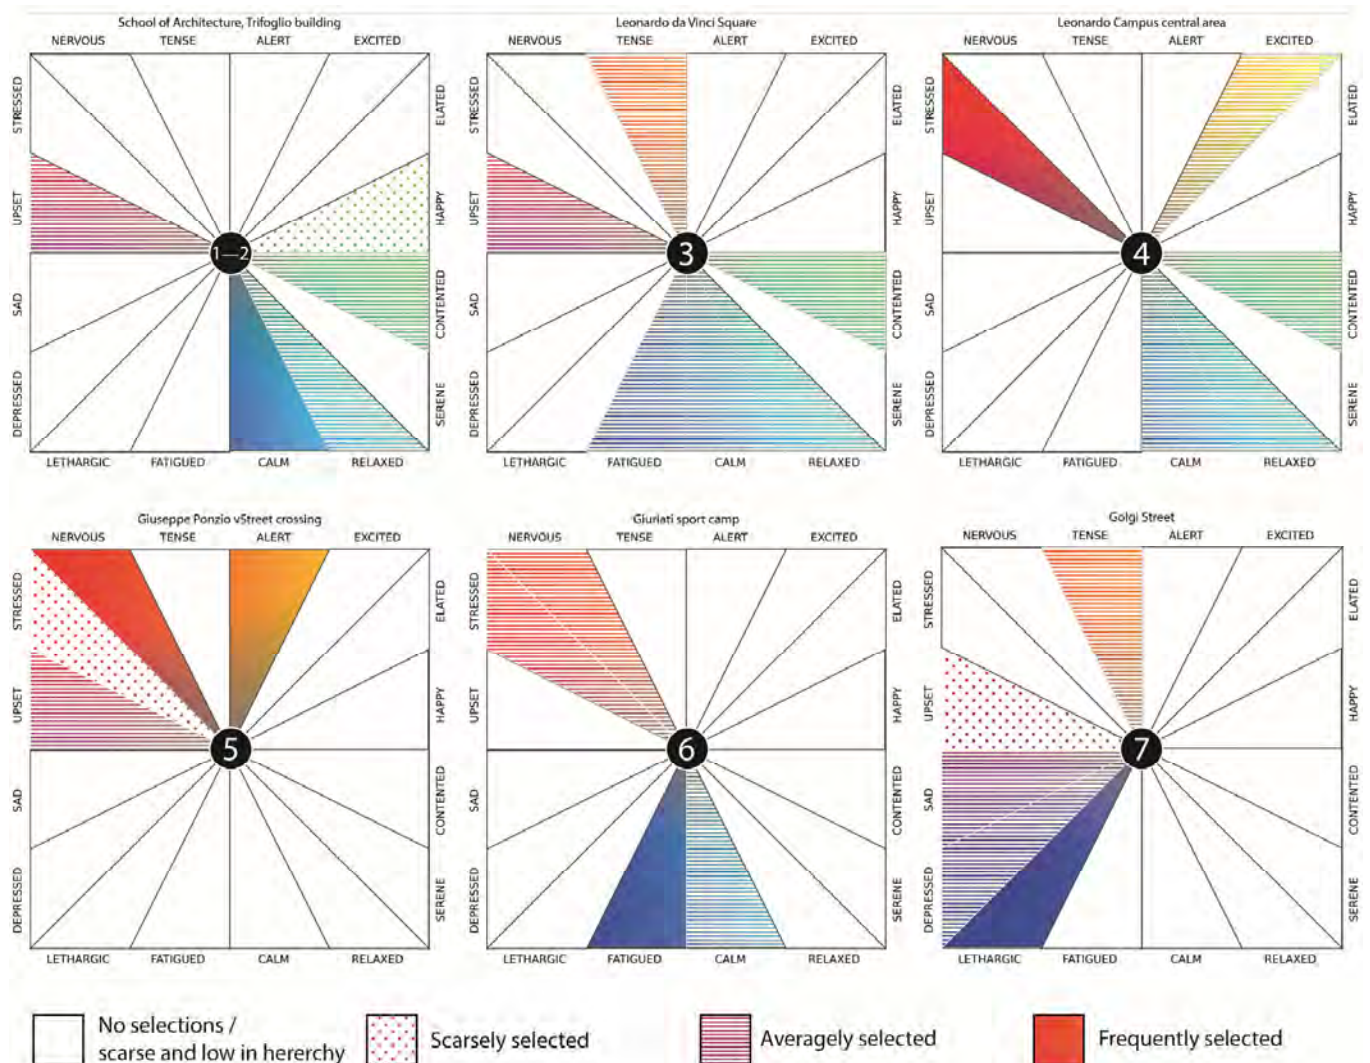 School of Architecture, Trifoglio building
NERVOUS TENSE ALERT EXCITED
STRESSED
UPSET
SAD
DEPRESSED
ELATED
HAPPY
CONTENTED
SERENE
1—2
LETHARGIC FATIGUED CALM RELAXED
Leonardo da Vinci Square
NERVOUS TENSE ALERT EXCITED
STRESSED
UPSET
SAD
DEPRESSED
ELATED
HAPPY
CONTENTED
SERENE
3
LETHARGIC FATIGUED CALM RELAXED
Leonardo Campus central area
NERVOUS TENSE ALERT EXCITED
STRESSED
UPSET
SAD
DEPRESSED
ELATED
HAPPY
CONTENTED
SERENE
4
LETHARGIC FATIGUED CALM RELAXED
Giuseppe Ponzio vStreet crossing
NERVOUS TENSE ALERT EXCITED
STRESSED
UPSET
SAD
DEPRESSED
ELATED
HAPPY
CONTENTED
SERENE
5
LETHARGIC FATIGUED CALM RELAXED
Giuriati sport camp
NERVOUS TENSE ALERT EXCITED
STRESSED
UPSET
SAD
DEPRESSED
ELATED
HAPPY
CONTENTED
SERENE
6
LETHARGIC FATIGUED CALM RELAXED
Golgi Street
NERVOUS TENSE ALERT EXCITED
STRESSED
UPSET
SAD
DEPRESSED
ELATED
HAPPY
CONTENTED
SERENE
7
LETHARGIC FATIGUED CALM RELAXED
No selections /
scarse and low in hererchy
Scarsely selected
Averagely selected
Frequently selected